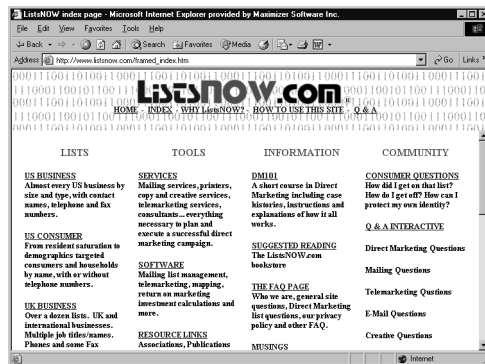 ListsNOW index page - Microsoft Internet Explorer provided by Maximizer Software Inc.
File Edit View Favorites Tools Help
Back Search Favorites Media
Address http://www.listsnow.com/framed_index.htm Go Links
ListsNOW.com
HOME - INDEX - WHY ListsNOW? - HOW TO USE THIS SITE - Q & A
LISTS
US BUSINESS
Almost every US business by
size and type, with contact
names, telephone and fax
numbers.
US CONSUMER
From resident saturation to
demographics targeted
consumers and households
by name, with or without
telephone numbers.
UK BUSINESS
Over a dozen lists. UK and
international businesses.
Multiple job titles/names.
Phones and some Fax
TOOLS
SERVICES
Mailing services, printers,
copy and creative services,
telemarketing services,
consultants... everything
necessary to plan and
execute a successful direct
marketing campaign.
SOFTWARE
Mailing list management,
telemarketing, mapping,
return on marketing
investment calculations and
more.
RESOURCE LINKS
Associations, Publications
INFORMATION
DM101
A short course in Direct
Marketing including case
histories, instructions and
explanations of how it all
works.
SUGGESTED READING
The ListsNOW.com
bookstore
THE FAQ PAGE
Who we are, general site
questions, Direct Marketing
list questions, our privacy
policy and other FAQ.
MUSINGS
COMMUNITY
CONSUMER QUESTIONS
How did I get on that list?
How do I get off? How can I
protect my own identity?
Q & A INTERACTIVE
Direct Marketing Questions
Mailing Questions
Telemarketing Qustions
E-Mail Questions
Creative Questions
Internet